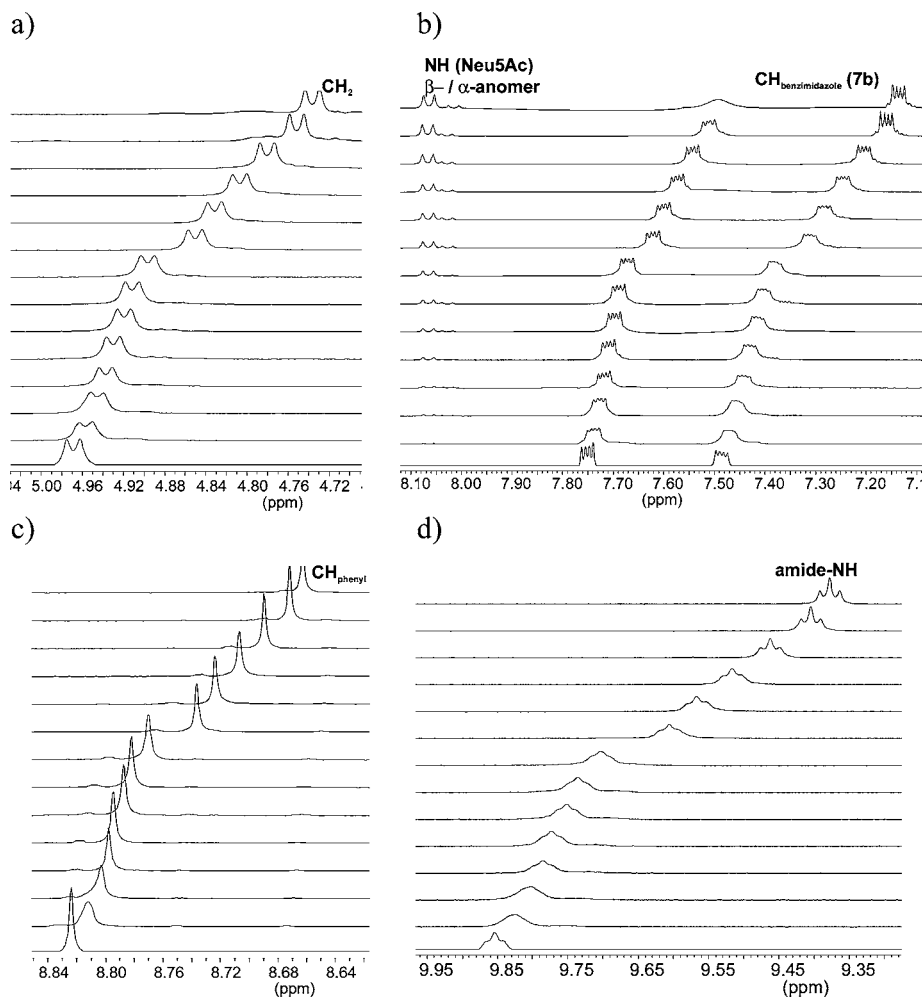 a)
CH2
04 5.00 4.96 4.92 4.88 4.84 4.80 4.76 4.72
(ppm)
b)
NH (Neu5Ac)
β– / α-anomer
CHbenzimidazole (7b)
8.10 8.00 7.90 7.80 7.70 7.60 7.50 7.40 7.30 7.20 7.1
(ppm)
c)
CHphenyl
8.84 8.80 8.76 8.72 8.68 8.64
(ppm)
d)
amide-NH
9.95 9.85 9.75 9.65 9.55 9.45 9.35
(ppm)